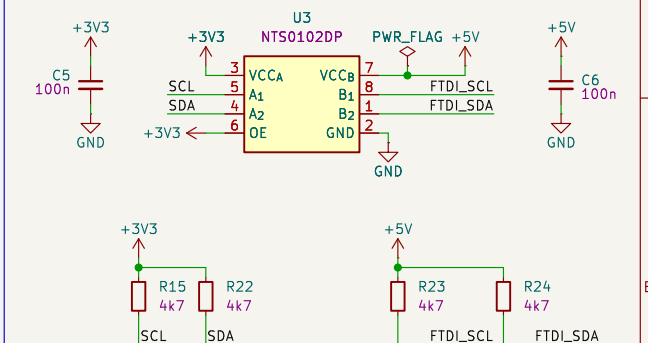 +3V3
C5
100n
GND
U3
NTS0102DP
+3V3
PWR_FLAG
+5V
3 VCCA
VCCB 7
SCL
5 A1
B1 8
FTDI_SCL
SDA
4 A2
B2 1
FTDI_SDA
+3V3
6 OE
GND 2
GND
+5V
C6
100n
GND
+3V3
R15
4k7
R22
4k7
SCL
SDA
+5V
R23
4k7
R24
4k7
FTDI_SCL
FTDI_SDA